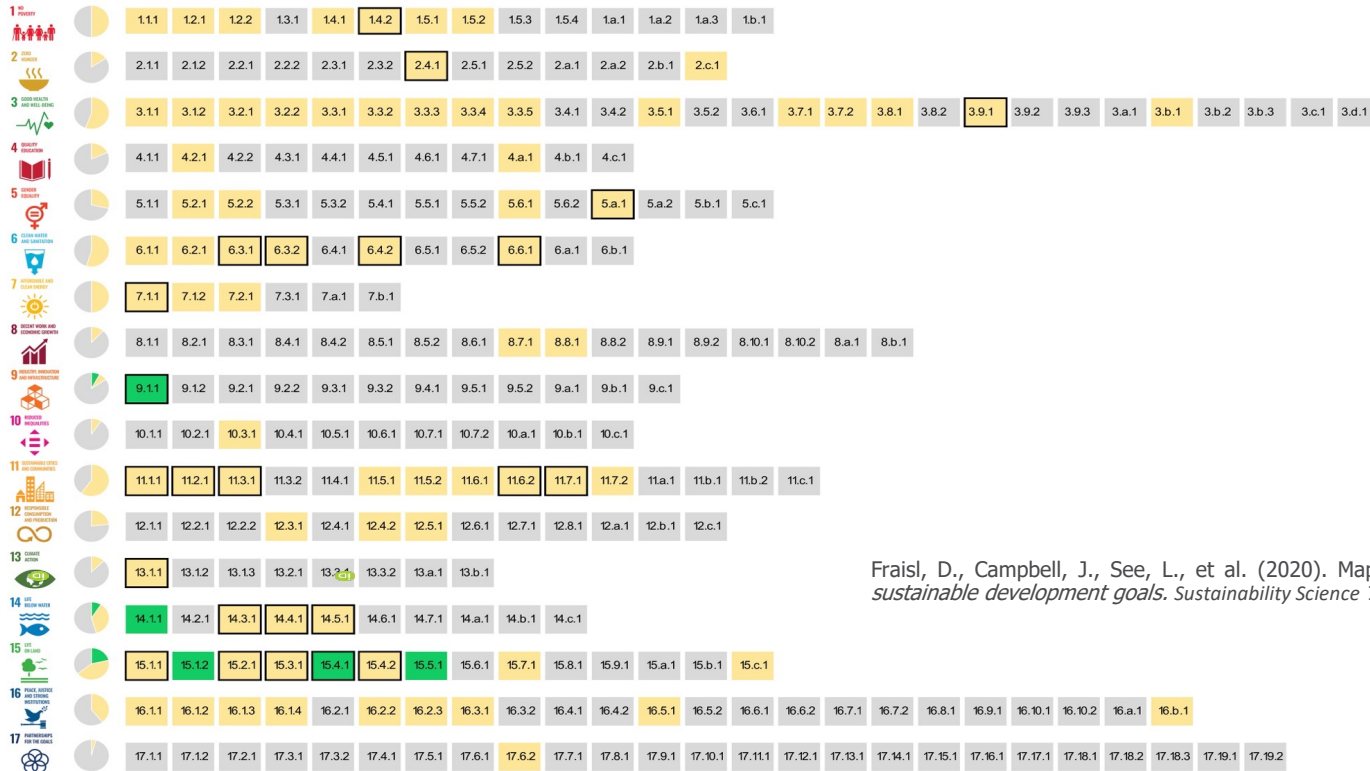 1 NO POVERTY
1.1.1 1.2.1 1.2.2 1.3.1 1.4.1 1.4.2 1.5.1 1.5.2 1.5.3 1.5.4 1.a.1 1.a.2 1.a.3 1.b.1
2 ZERO HUNGER
2.1.1 2.1.2 2.2.1 2.2.2 2.3.1 2.3.2 2.4.1 2.5.1 2.5.2 2.a.1 2.a.2 2.b.1 2.c.1
3 GOOD HEALTH AND WELL-BEING
3.1.1 3.1.2 3.2.1 3.2.2 3.3.1 3.3.2 3.3.3 3.3.4 3.3.5 3.4.1 3.4.2 3.5.1 3.5.2 3.6.1 3.7.1 3.7.2 3.8.1 3.8.2 3.9.1 3.9.2 3.9.3 3.a.1 3.b.1 3.b.2 3.b.3 3.c.1 3.d.1
4 QUALITY EDUCATION
4.1.1 4.2.1 4.2.2 4.3.1 4.4.1 4.5.1 4.6.1 4.7.1 4.a.1 4.b.1 4.c.1
5 GENDER EQUALITY
5.1.1 5.2.1 5.2.2 5.3.1 5.3.2 5.4.1 5.5.1 5.5.2 5.6.1 5.6.2 5.a.1 5.a.2 5.b.1 5.c.1
6 CLEAN WATER AND SANITATION
6.1.1 6.2.1 6.3.1 6.3.2 6.4.1 6.4.2 6.5.1 6.5.2 6.6.1 6.a.1 6.b.1
7 AFFORDABLE AND CLEAN ENERGY
7.1.1 7.1.2 7.2.1 7.3.1 7.a.1 7.b.1
8 DECENT WORK AND ECONOMIC GROWTH
8.1.1 8.2.1 8.3.1 8.4.1 8.4.2 8.5.1 8.5.2 8.6.1 8.7.1 8.8.1 8.8.2 8.9.1 8.9.2 8.10.1 8.10.2 8.a.1 8.b.1
9 INDUSTRY, INNOVATION AND INFRASTRUCTURE
9.1.1 9.1.2 9.2.1 9.2.2 9.3.1 9.3.2 9.4.1 9.5.1 9.5.2 9.a.1 9.b.1 9.c.1
10 REDUCED INEQUALITIES
10.1.1 10.2.1 10.3.1 10.4.1 10.5.1 10.6.1 10.7.1 10.7.2 10.a.1 10.b.1 10.c.1
11 SUSTAINABLE CITIES AND COMMUNITIES
11.1.1 11.2.1 11.3.1 11.3.2 11.4.1 11.5.1 11.5.2 11.6.1 11.6.2 11.7.1 11.7.2 11.a.1 11.b.1 11.b.2 11.c.1
12 RESPONSIBLE CONSUMPTION AND PRODUCTION
12.1.1 12.2.1 12.2.2 12.3.1 12.4.1 12.4.2 12.5.1 12.6.1 12.7.1 12.8.1 12.a.1 12.b.1 12.c.1
13 CLIMATE ACTION
13.1.1 13.1.2 13.1.3 13.2.1 13.3.2 13.a.1 13.b.1
Fraisl, D., Campbell, J., See, L., et al. (2020). Map
sustainable development goals. Sustainability Science
14 LIFE BELOW WATER
14.1.1 14.2.1 14.3.1 14.4.1 14.5.1 14.6.1 14.7.1 14.a.1 14.b.1 14.c.1
15 LIFE ON LAND
15.1.1 15.1.2 15.2.1 15.3.1 15.4.1 15.4.2 15.5.1 15.6.1 15.7.1 15.8.1 15.9.1 15.a.1 15.b.1 15.c.1
16 PEACE, JUSTICE AND STRONG INSTITUTIONS
16.1.1 16.1.2 16.1.3 16.1.4 16.2.1 16.2.2 16.2.3 16.3.1 16.3.2 16.4.1 16.4.2 16.5.1 16.5.2 16.6.1 16.6.2 16.7.1 16.7.2 16.8.1 16.9.1 16.10.1 16.10.2 16.a.1 16.b.1
17 PARTNERSHIPS FOR THE GOALS
17.1.1 17.1.2 17.2.1 17.3.1 17.3.2 17.4.1 17.5.1 17.6.1 17.6.2 17.7.1 17.8.1 17.9.1 17.10.1 17.11.1 17.12.1 17.13.1 17.14.1 17.15.1 17.16.1 17.17.1 17.18.1 17.18.2 17.18.3 17.19.1 17.19.2